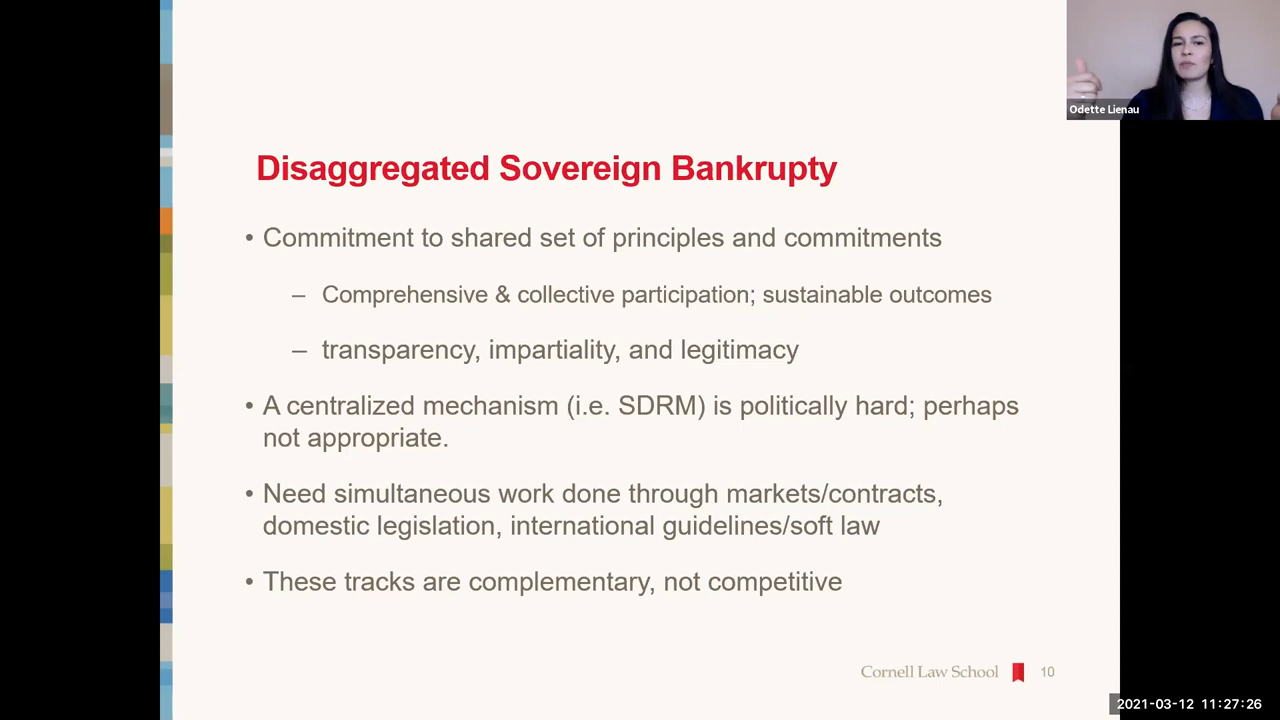 Odette Lienau
Disaggregated Sovereign Bankrupty
• Commitment to shared set of principles and commitments
– Comprehensive & collective participation; sustainable outcomes
– transparency, impartiality, and legitimacy
• A centralized mechanism (i.e. SDRM) is politically hard; perhaps
not appropriate.
• Need simultaneous work done through markets/contracts,
domestic legislation, international guidelines/soft law
• These tracks are complementary, not competitive
Cornell Law School 10
2021-03-12 11:27:26